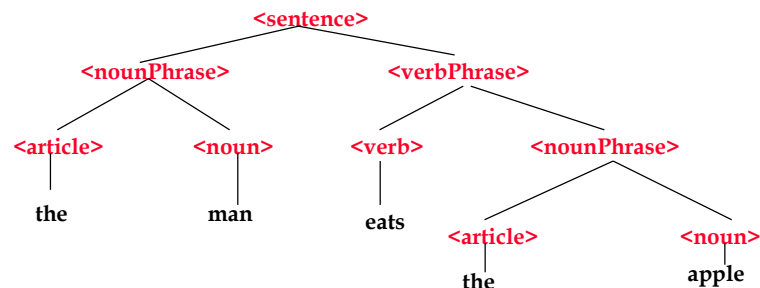 <sentence>
<nounPhrase> <verbPhrase>
<article> <noun> <verb> <nounPhrase>
the man eats
<article> <noun>
the apple